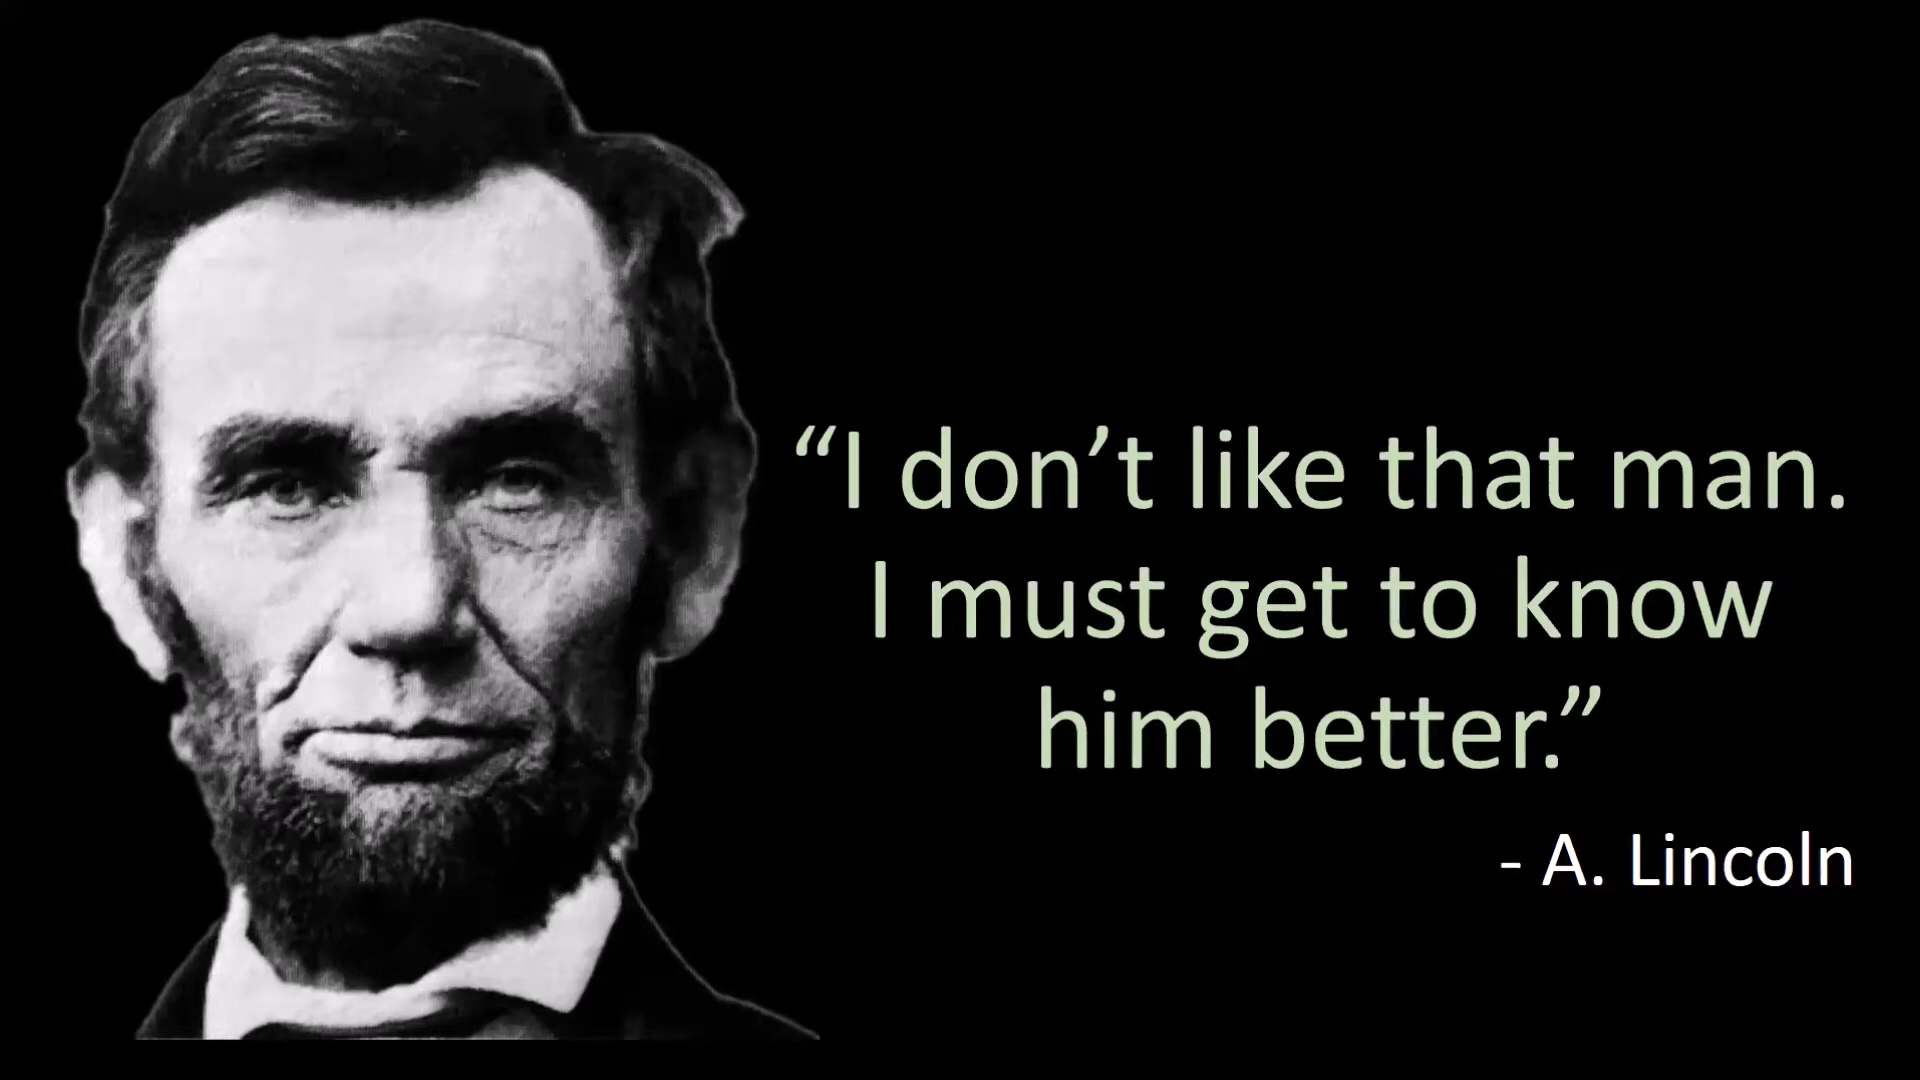 “I don’t like that man.
I must get to know
him better.”
- A. Lincoln